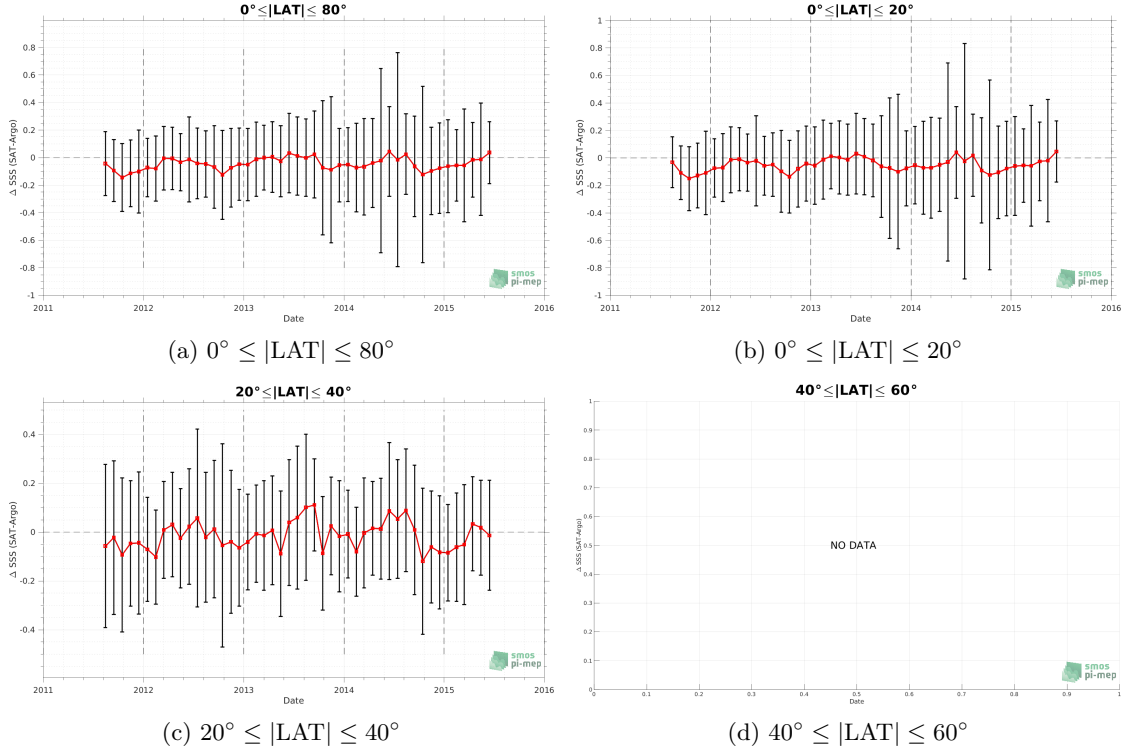 0°≤|LAT|≤ 80°
1
0.8
0.6
0.4
0.2
0
-0.2
-0.4
-0.6
-0.8
-1
Δ SSS (SAT-Argo)
2011 2012 2013 2014 2015 2016
Date
smos
pi-mep
(a) 0° ≤ |LAT| ≤ 80°
0°≤|LAT|≤ 20°
1
0.8
0.6
0.4
0.2
0
-0.2
-0.4
-0.6
-0.8
-1
Δ SSS (SAT-Argo)
2011 2012 2013 2014 2015 2016
Date
smos
pi-mep
(b) 0° ≤ |LAT| ≤ 20°
20°≤|LAT|≤ 40°
0.4
0.2
0
-0.2
-0.4
Δ SSS (SAT-Argo)
2011 2012 2013 2014 2015 2016
Date
smos
pi-mep
(c) 20° ≤ |LAT| ≤ 40°
40°≤|LAT|≤ 60°
1
0.9
0.8
0.7
0.6
0.5
0.4
0.3
0.2
0.1
0
Δ SSS (SAT-Argo)
NO DATA
0 0.1 0.2 0.3 0.4 0.5 0.6 0.7 0.8 0.9 1
Date
smos
pi-mep
(d) 40° ≤ |LAT| ≤ 60°